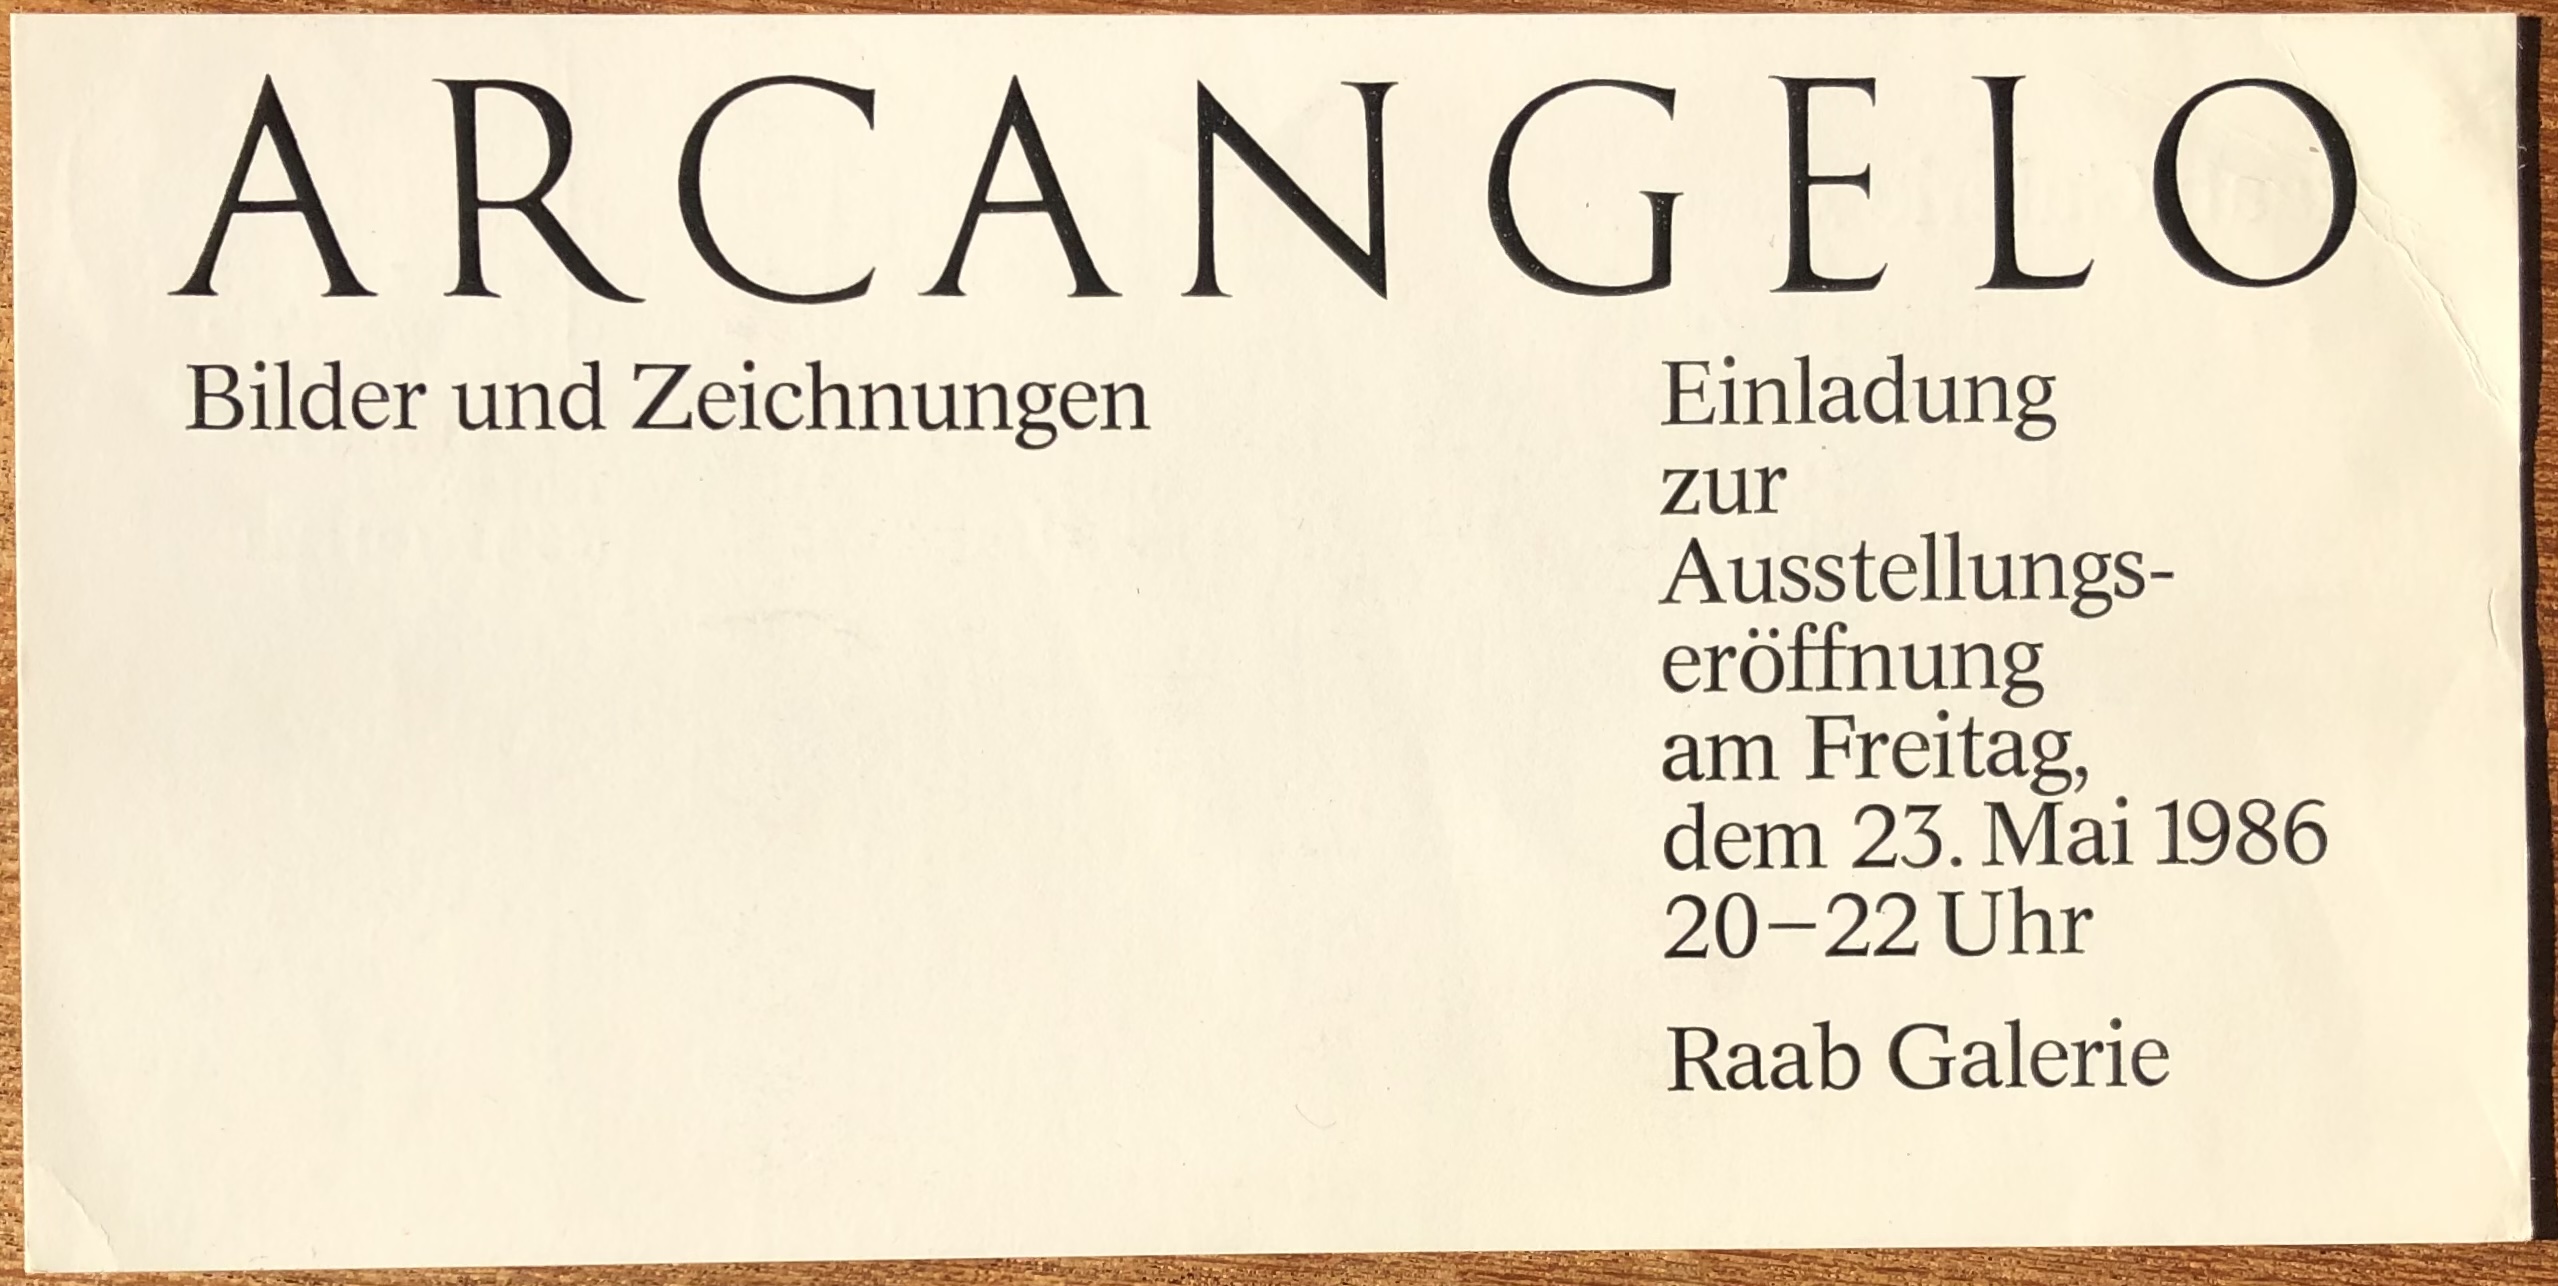 ARCANGELO
Bilder und Zeichnungen
Einladung
zur
Ausstellungs-
eröffnung
am Freitag,
dem 23. Mai 1986
20–22 Uhr
Raab Galerie